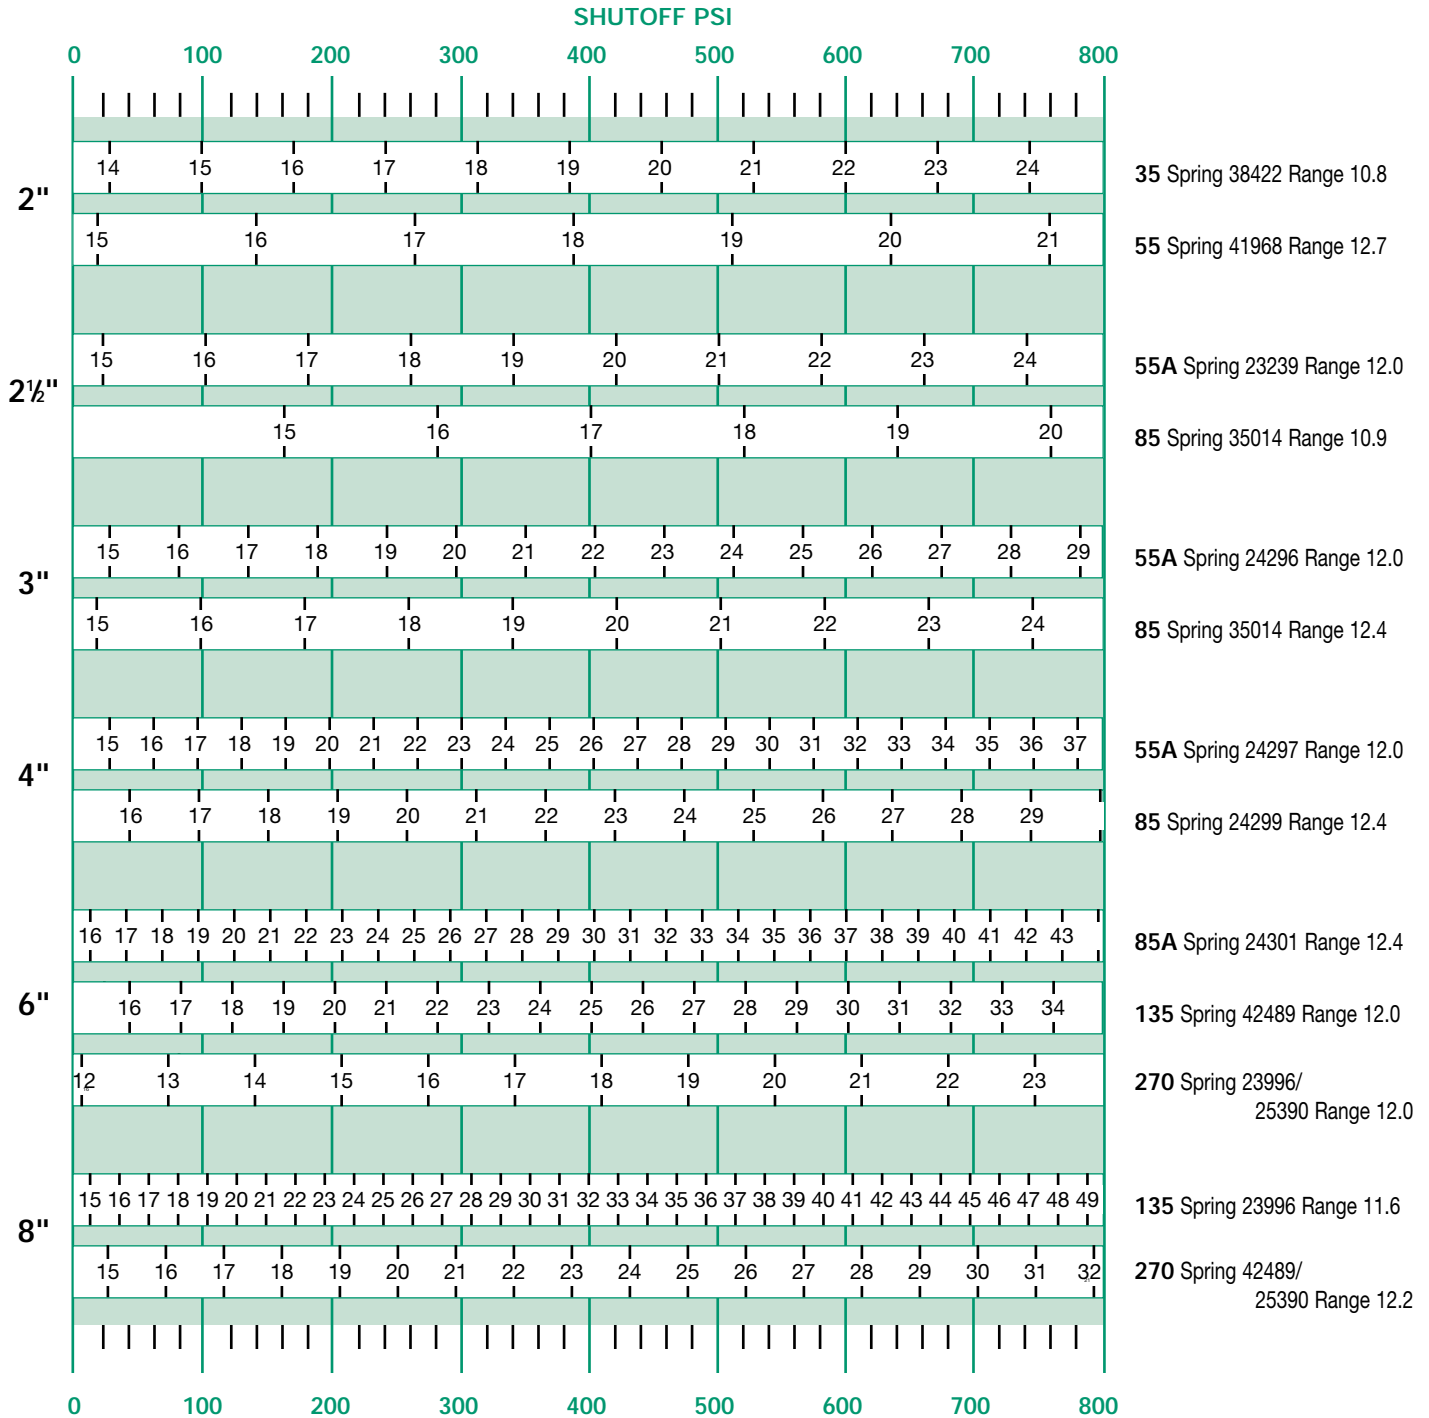 SHUTOFF PSI
0 100 200 300 400 500 600 700 800
14 15 16 17 18 19 20 21 22 23 24
35 Spring 38422 Range 10.8
2"
15 16 17 18 19 20 21
55 Spring 41968 Range 12.7
15 16 17 18 19 20 21 22 23 24
55A Spring 23239 Range 12.0
2½"
15 16 17 18 19 20
85 Spring 35014 Range 10.9
15 16 17 18 19 20 21 22 23 24 25 26 27 28 29
55A Spring 24296 Range 12.0
3"
15 16 17 18 19 20 21 22 23 24
85 Spring 35014 Range 12.4
15 16 17 18 19 20 21 22 23 24 25 26 27 28 29 30 31 32 33 34 35 36 37
55A Spring 24297 Range 12.0
4"
16 17 18 19 20 21 22 23 24 25 26 27 28 29
85 Spring 24299 Range 12.4
16 17 18 19 20 21 22 23 24 25 26 27 28 29 30 31 32 33 34 35 36 37 38 39 40 41 42 43
85A Spring 24301 Range 12.4
6"
16 17 18 19 20 21 22 23 24 25 26 27 28 29 30 31 32 33 34
135 Spring 42489 Range 12.0
12 13 14 15 16 17 18 19 20 21 22 23
270 Spring 23996/
25390 Range 12.0
15 16 17 18 19 20 21 22 23 24 25 26 27 28 29 30 31 32 33 34 35 36 37 38 39 40 41 42 43 44 45 46 47 48 49
135 Spring 23996 Range 11.6
8"
15 16 17 18 19 20 21 22 23 24 25 26 27 28 29 30 31 32
270 Spring 42489/
25390 Range 12.2
0 100 200 300 400 500 600 700 800